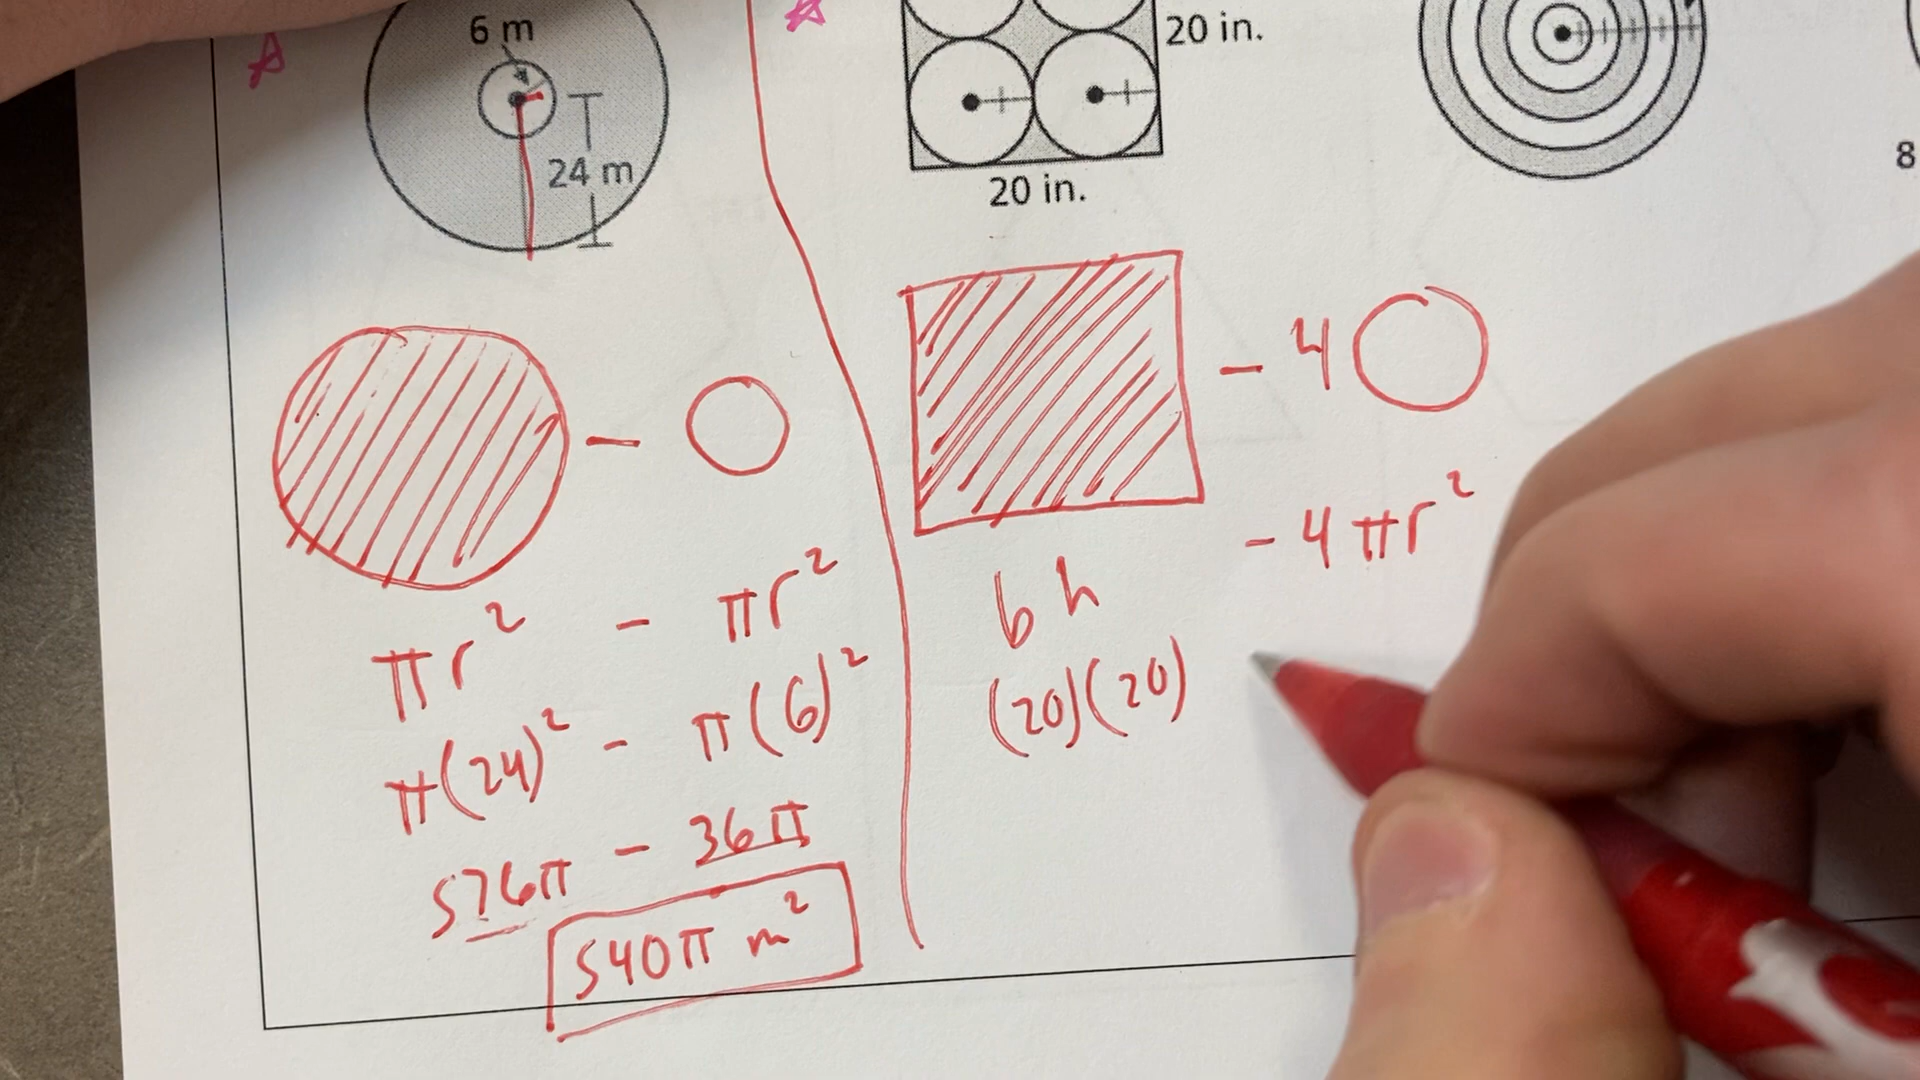 6 m
24 m
20 in.
20 in.
8
- 4
πr² - πr²
π(24)² - π(6)²
576π - 36π
540π m²
bh - 4πr²
(20)(20)